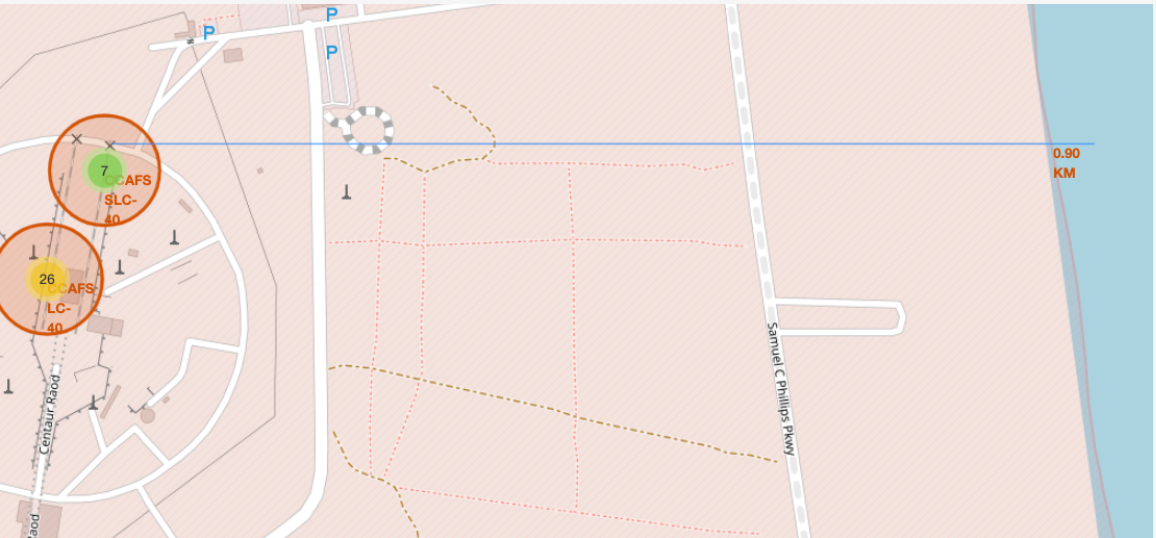 P
P
P
0.90
KM
7
CCAFS
SLC-
40
26
CCAFS
LC-
40
Samuel C Phillips Pkwy
Centaur Raod
Raod